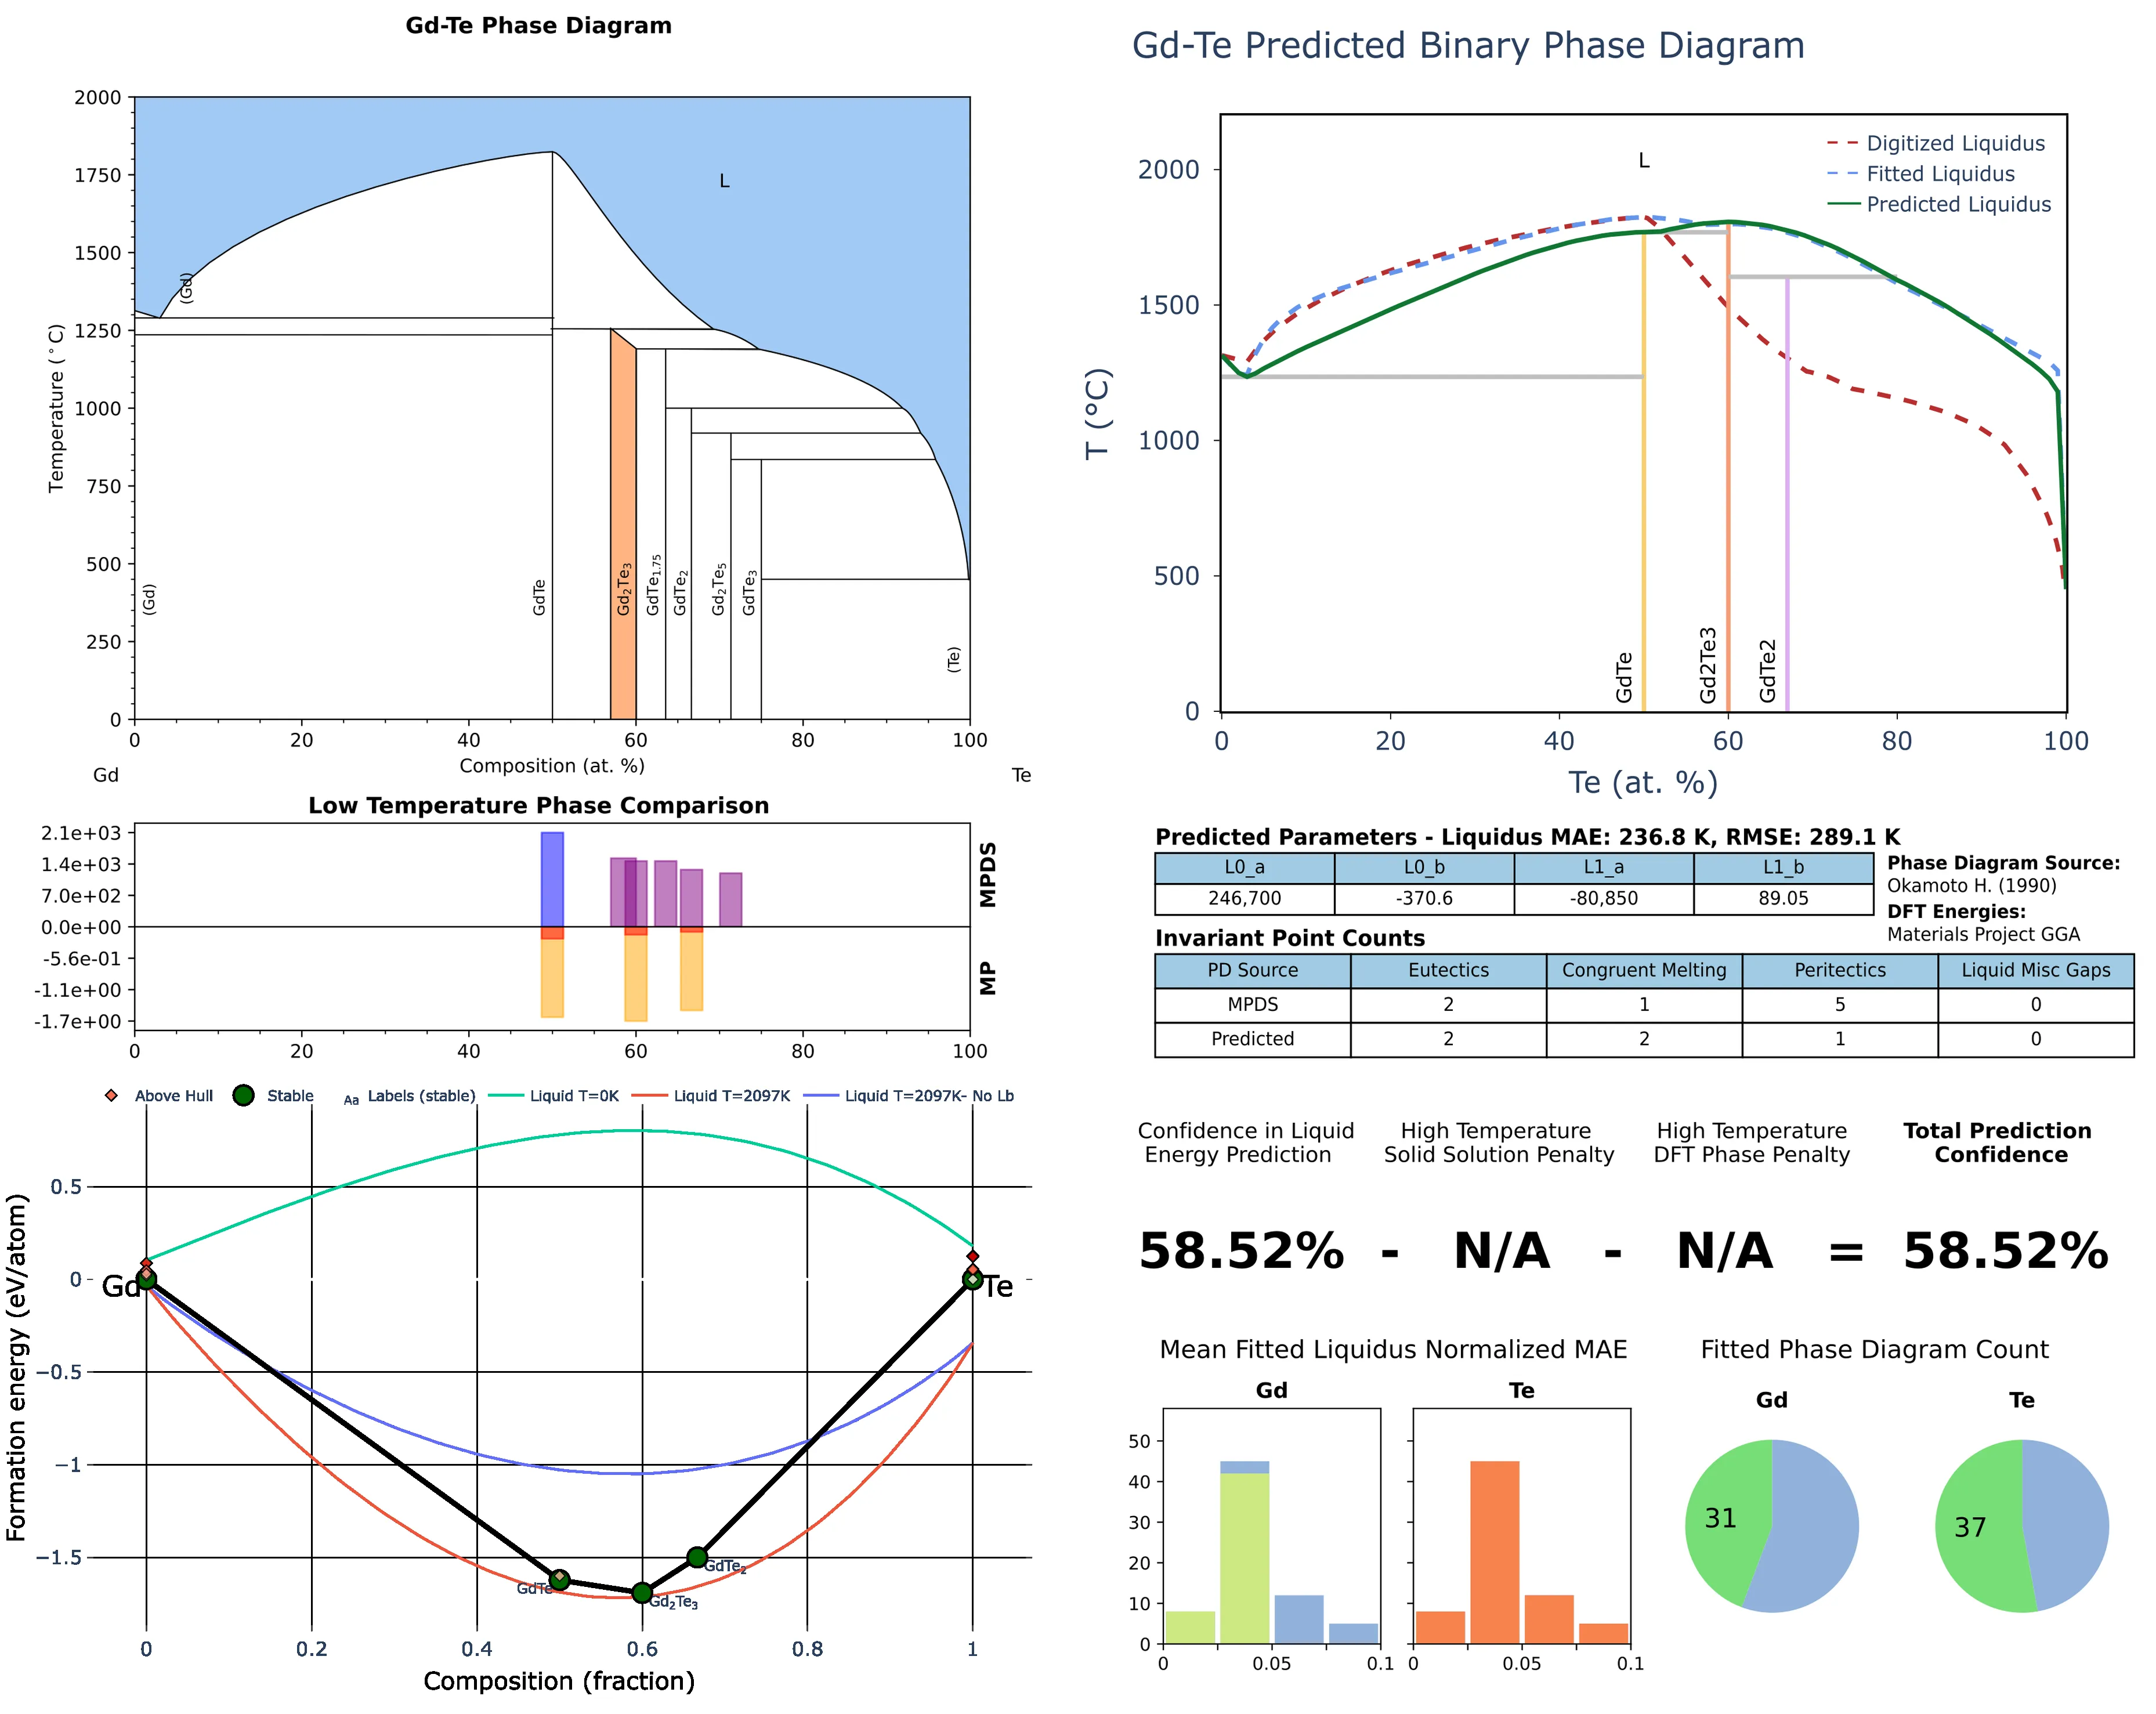 Gd-Te Phase Diagram
2000
1750
1500
1250
1000
750
500
250
0
Temperature (°C)
L
(Gd)
(Gd)
GdTe
Gd2Te3
GdTe1.75
GdTe2
Gd2Te5
GdTe3
(Te)
0 20 40 60 80 100
Composition (at. %)
Gd Te
Low Temperature Phase Comparison
2.1e+03
1.4e+03
7.0e+02
0.0e+00
-5.6e-01
-1.1e+00
-1.7e+00
MPDS
MP
0 20 40 60 80 100
Above Hull Stable Aa Labels (stable) Liquid T=0K Liquid T=2097K Liquid T=2097K- No Lb
0.5
0
−0.5
−1
−1.5
Formation energy (eV/atom)
Gd Te
GdTe
Gd2Te3
GdTe2
0 0.2 0.4 0.6 0.8 1
Composition (fraction)
Gd-Te Predicted Binary Phase Diagram
Digitized Liquidus
Fitted Liquidus
Predicted Liquidus
L
2000
1500
1000
500
0
T (°C)
GdTe
Gd2Te3
GdTe2
0 20 40 60 80 100
Te (at. %)
Predicted Parameters - Liquidus MAE: 236.8 K, RMSE: 289.1 K
L0_a L0_b L1_a L1_b
246,700 -370.6 -80,850 89.05
Phase Diagram Source:
Okamoto H. (1990)
DFT Energies:
Materials Project GGA
Invariant Point Counts
PD Source Eutectics Congruent Melting Peritectics Liquid Misc Gaps
MPDS 2 1 5 0
Predicted 2 2 1 0
Confidence in Liquid
Energy Prediction
High Temperature
Solid Solution Penalty
High Temperature
DFT Phase Penalty
Total Prediction
Confidence
58.52% - N/A - N/A = 58.52%
Mean Fitted Liquidus Normalized MAE
Gd Te
50
40
30
20
10
0
0 0.05 0.1
0 0.05 0.1
Fitted Phase Diagram Count
Gd Te
31
37